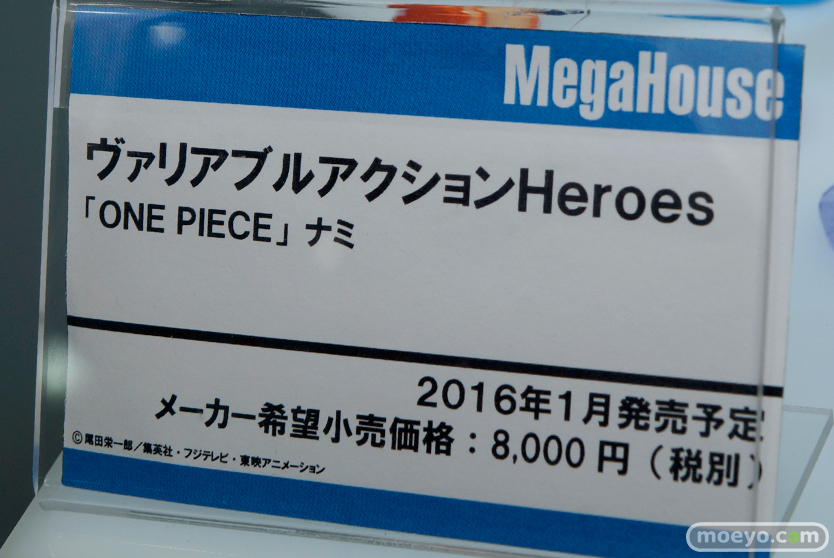 MegaHouse
ヴァリアブルアクションHeroes
「ONE PIECE」ナミ
2016年1月発売予定
メーカー希望小売価格：8,000円（税別）
©尾田栄一郎／集英社・フジテレビ・東映アニメーション
moeyo.com